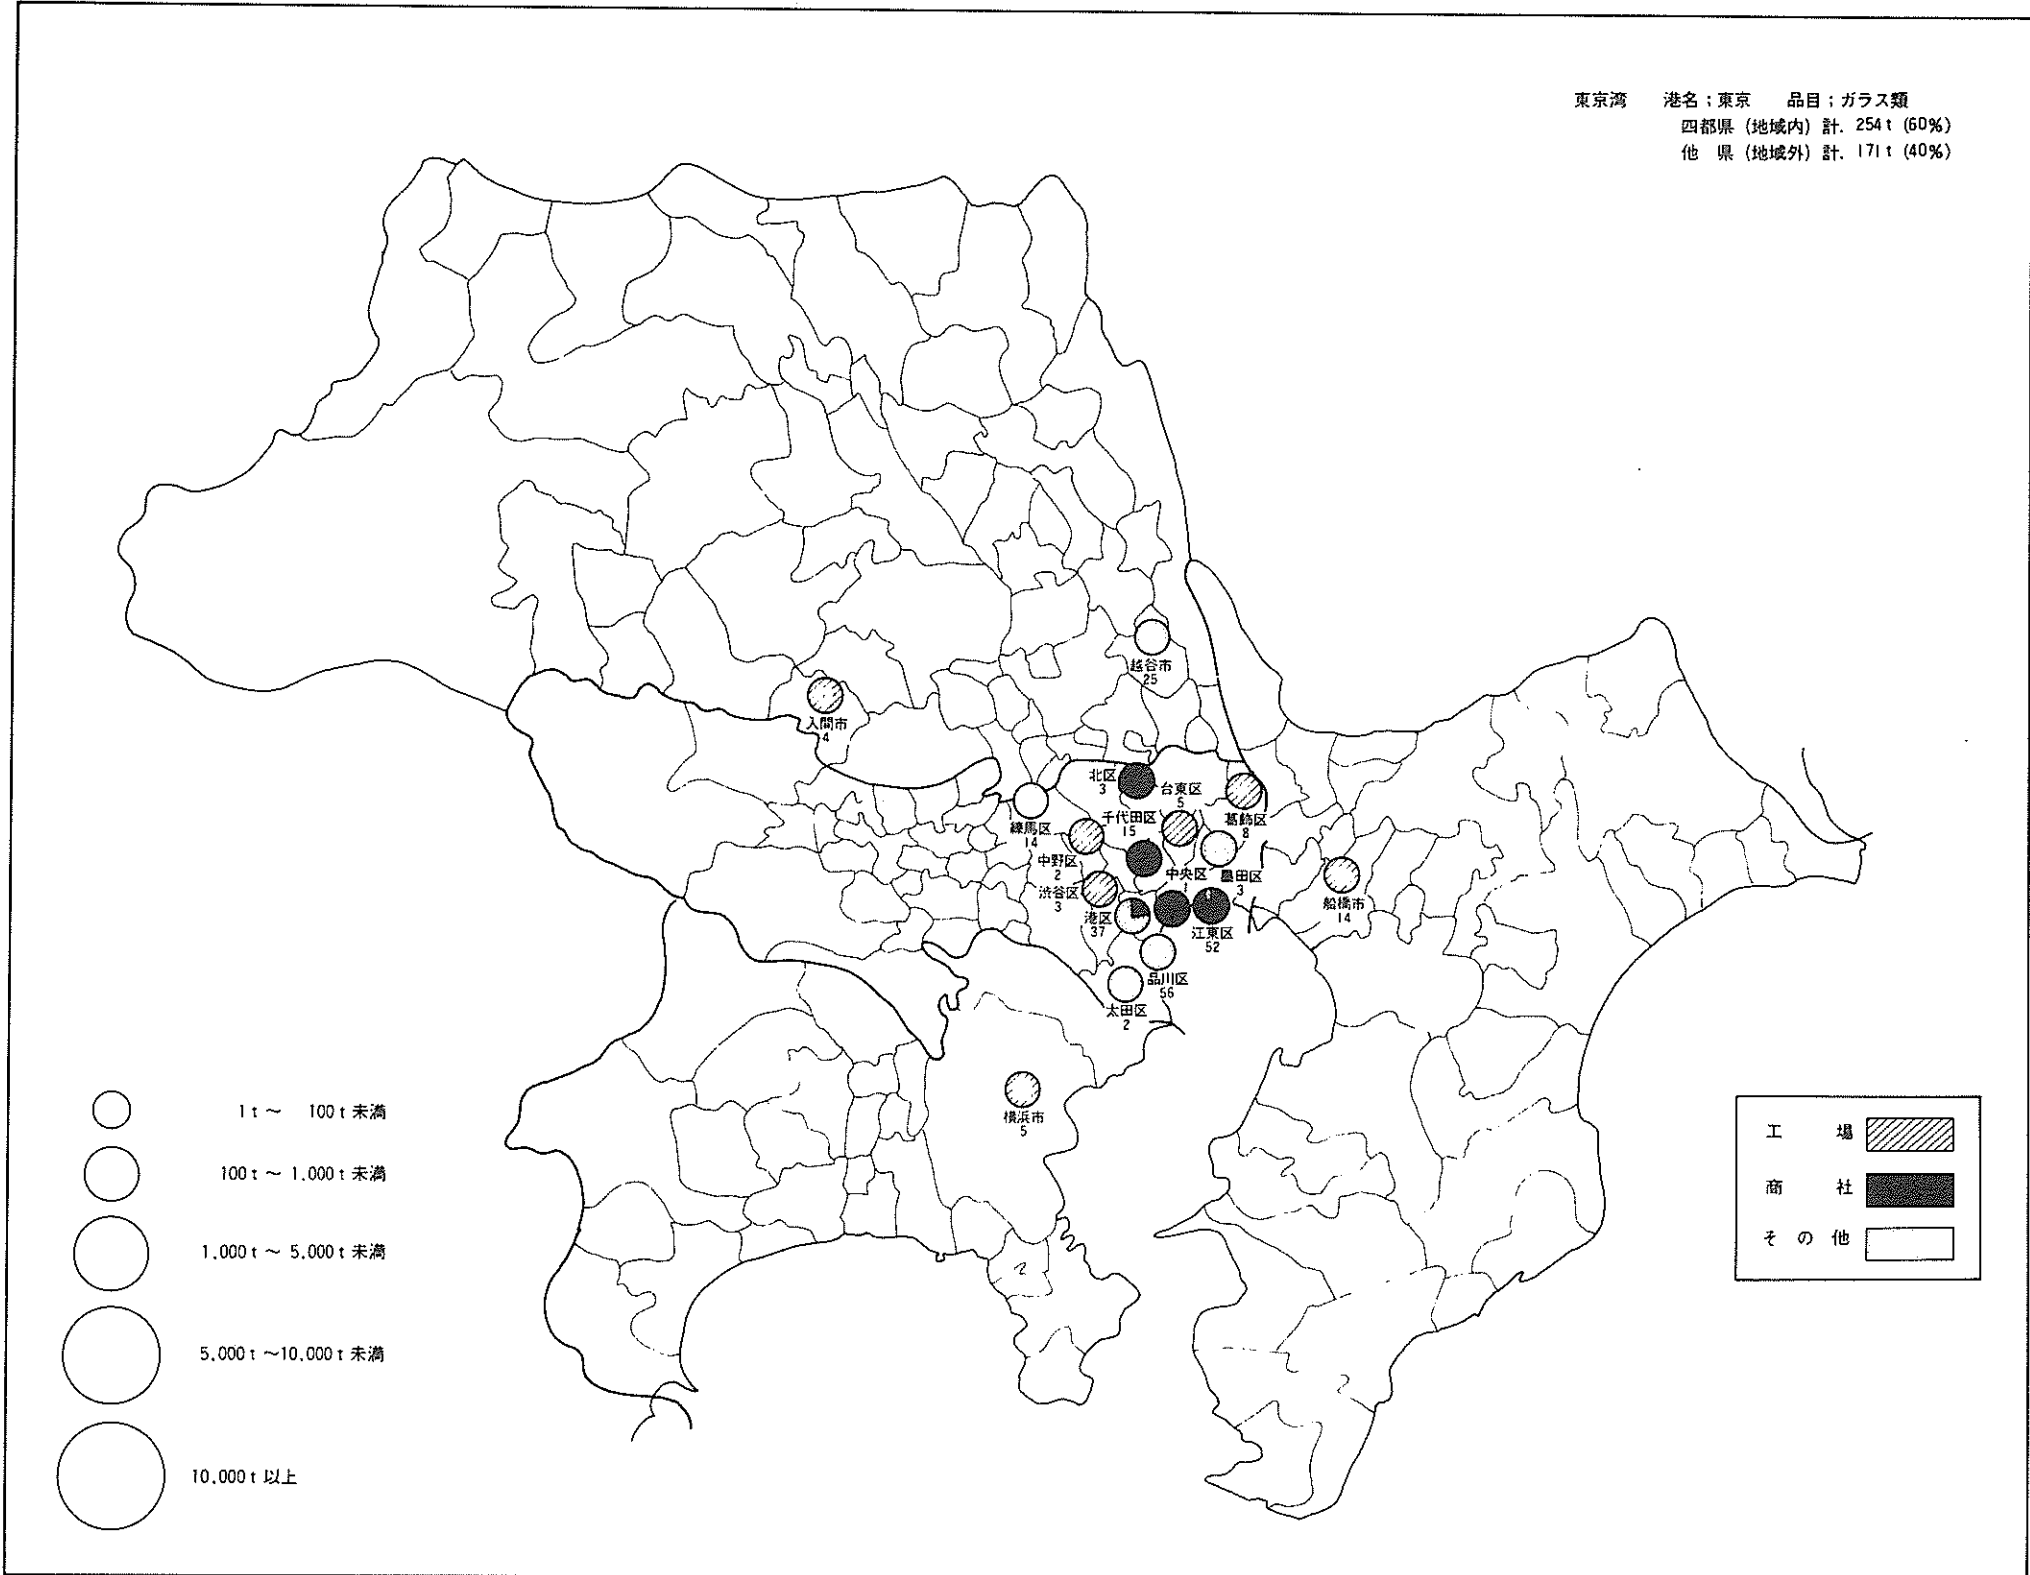 東京湾 港名；東京 品目；ガラス類
四都県（地域内）計．254t（60%）
他 県（地域外）計．171t（40%）
越谷市
25
入間市
4
北区
3
台東区
5
葛飾区
8
練馬区
14
千代田区
15
中野区
2
中央区
1
墨田区
3
渋谷区
3
船橋市
14
港区
37
江東区
52
品川区
56
太田区
2
横浜市
5
1t～ 100t未満
100t～1.000t未満
1.000t～5.000t未満
5.000t～10.000t未満
10.000t以上
工 場
商 社
その他